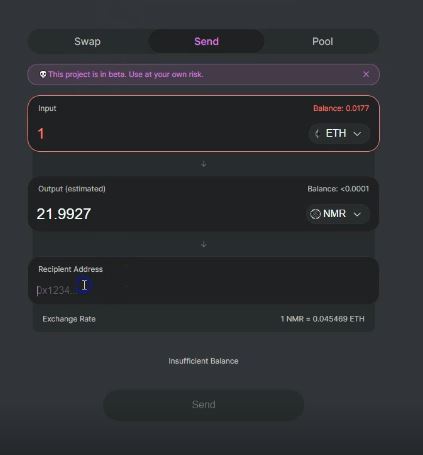 Swap Send Pool
This project is in beta. Use at your own risk.
Input Balance: 0.0177
1 ETH
Output (estimated) Balance: <0.0001
21.9927 NMR
Recipient Address
0x1234...
Exchange Rate 1 NMR = 0.045469 ETH
Insufficient Balance
Send